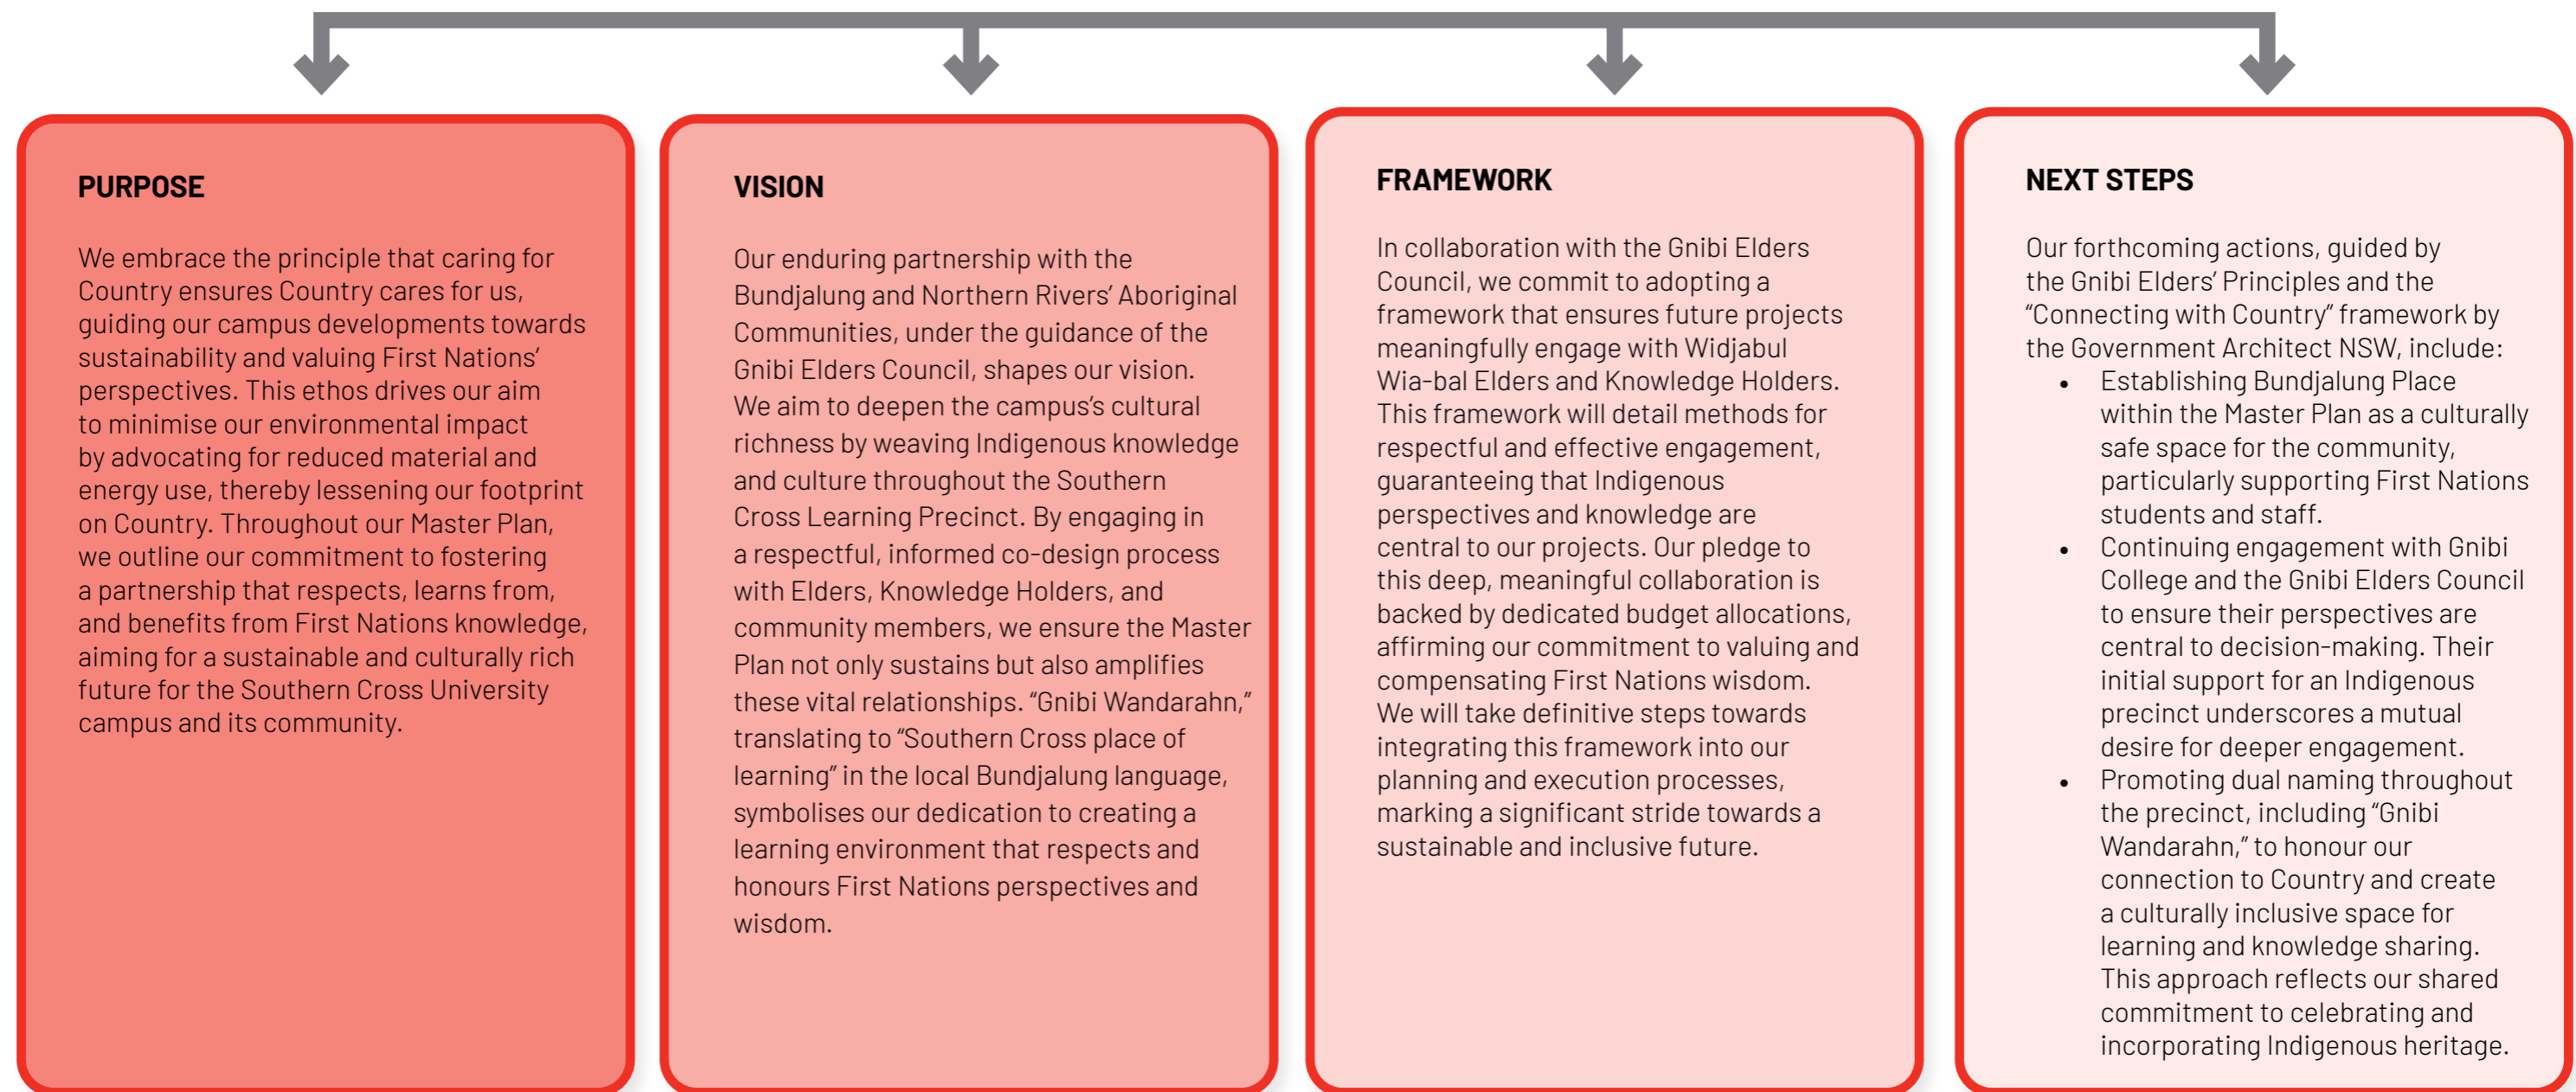 PURPOSE
We embrace the principle that caring for
Country ensures Country cares for us,
guiding our campus developments towards
sustainability and valuing First Nations’
perspectives. This ethos drives our aim
to minimise our environmental impact
by advocating for reduced material and
energy use, thereby lessening our footprint
on Country. Throughout our Master Plan,
we outline our commitment to fostering
a partnership that respects, learns from,
and benefits from First Nations knowledge,
aiming for a sustainable and culturally rich
future for the Southern Cross University
campus and its community.
VISION
Our enduring partnership with the
Bundjalung and Northern Rivers’ Aboriginal
Communities, under the guidance of the
Gnibi Elders Council, shapes our vision.
We aim to deepen the campus’s cultural
richness by weaving Indigenous knowledge
and culture throughout the Southern
Cross Learning Precinct. By engaging in
a respectful, informed co-design process
with Elders, Knowledge Holders, and
community members, we ensure the Master
Plan not only sustains but also amplifies
these vital relationships. “Gnibi Wandarahn,”
translating to “Southern Cross place of
learning” in the local Bundjalung language,
symbolises our dedication to creating a
learning environment that respects and
honours First Nations perspectives and
wisdom.
FRAMEWORK
In collaboration with the Gnibi Elders
Council, we commit to adopting a
framework that ensures future projects
meaningfully engage with Widjabul
Wia-bal Elders and Knowledge Holders.
This framework will detail methods for
respectful and effective engagement,
guaranteeing that Indigenous
perspectives and knowledge are
central to our projects. Our pledge to
this deep, meaningful collaboration is
backed by dedicated budget allocations,
affirming our commitment to valuing and
compensating First Nations wisdom.
We will take definitive steps towards
integrating this framework into our
planning and execution processes,
marking a significant stride towards a
sustainable and inclusive future.
NEXT STEPS
Our forthcoming actions, guided by
the Gnibi Elders’ Principles and the
“Connecting with Country” framework by
the Government Architect NSW, include:
• Establishing Bundjalung Place
within the Master Plan as a culturally
safe space for the community,
particularly supporting First Nations
students and staff.
• Continuing engagement with Gnibi
College and the Gnibi Elders Council
to ensure their perspectives are
central to decision-making. Their
initial support for an Indigenous
precinct underscores a mutual
desire for deeper engagement.
• Promoting dual naming throughout
the precinct, including “Gnibi
Wandarahn,” to honour our
connection to Country and create
a culturally inclusive space for
learning and knowledge sharing.
This approach reflects our shared
commitment to celebrating and
incorporating Indigenous heritage.